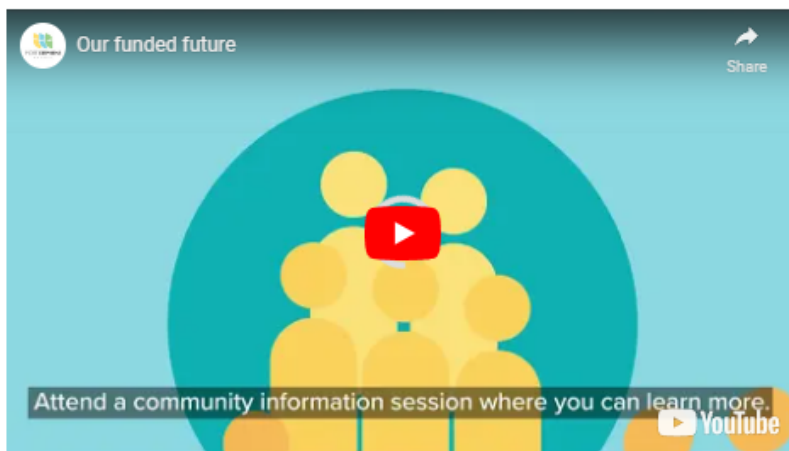 Our funded future
Share
Attend a community information session where you can learn more.
YouTube